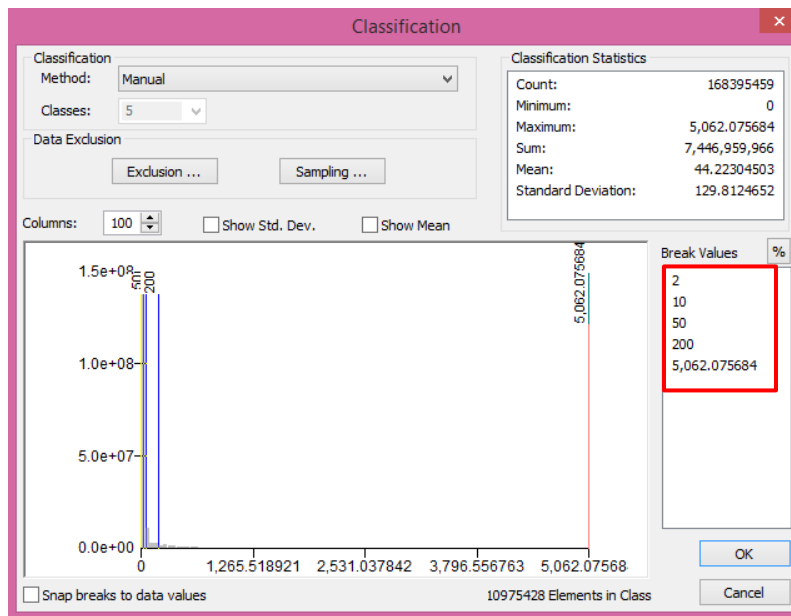 Classification
Classification
Method: Manual
Classes: 5
Data Exclusion
Exclusion ...
Sampling ...
Classification Statistics
Count: 168395459
Minimum: 0
Maximum: 5,062.075684
Sum: 7,446,959,966
Mean: 44.22304503
Standard Deviation: 129.8124652
Columns: 100
Show Std. Dev.
Show Mean
Break Values %
2
10
50
200
5,062.075684
50
200
5,062.075684
1.5e+08
1.0e+08
5.0e+07
0.0e+00
0 1,265.518921 2,531.037842 3,796.556763 5,062.07568
OK
Snap breaks to data values
10975428 Elements in Class
Cancel